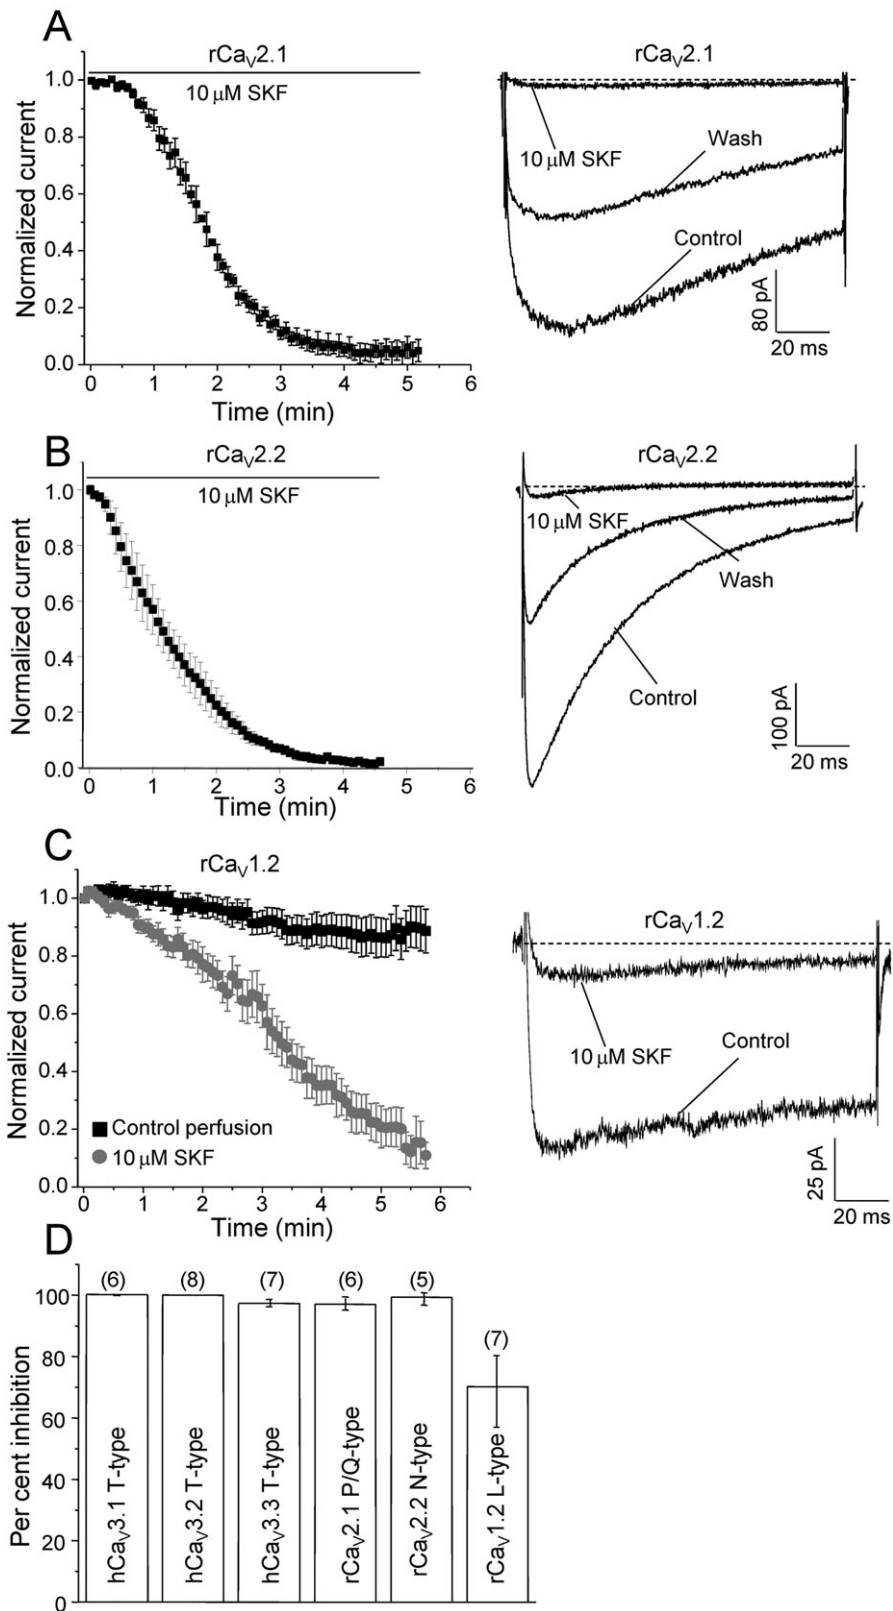 A
rCaV2.1
10 µM SKF
Normalized current
1.0
0.8
0.6
0.4
0.2
0.0
0 1 2 3 4 5 6
Time (min)
rCaV2.1
10 µM SKF
Wash
Control
80 pA
20 ms
B
rCaV2.2
10 µM SKF
Normalized current
1.0
0.8
0.6
0.4
0.2
0.0
0 1 2 3 4 5 6
Time (min)
rCaV2.2
10 µM SKF
Wash
Control
100 pA
20 ms
C
rCaV1.2
Normalized current
1.0
0.8
0.6
0.4
0.2
0.0
Control perfusion
10 µM SKF
0 1 2 3 4 5 6
Time (min)
rCaV1.2
10 µM SKF
Control
25 pA
20 ms
D
Per cent inhibition
100
80
60
40
20
0
(6) (8) (7) (6) (5) (7)
hCaV3.1 T-type
hCaV3.2 T-type
hCaV3.3 T-type
rCaV2.1 P/Q-type
rCaV2.2 N-type
rCaV1.2 L-type